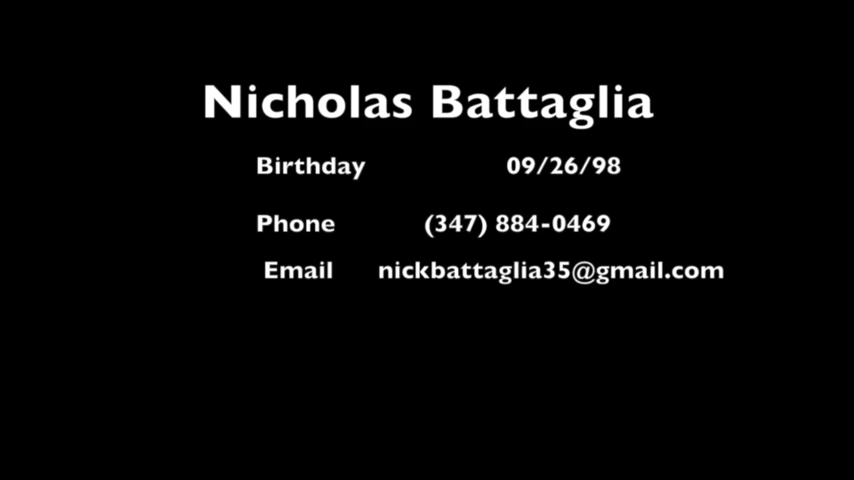 Nicholas Battaglia
Birthday 09/26/98
Phone (347) 884-0469
Email nickbattaglia35@gmail.com